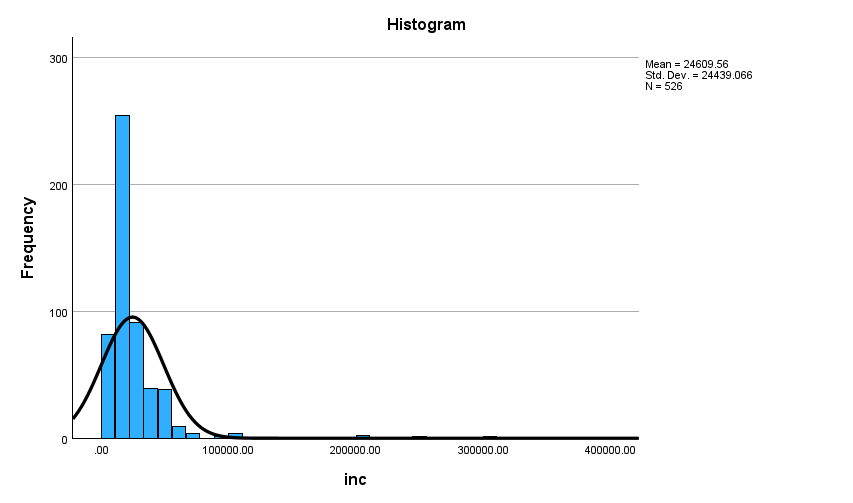 Histogram
Mean = 24609.56
Std. Dev. = 24439.066
N = 526
300
200
100
0
Frequency
.00
100000.00
200000.00
300000.00
400000.00
inc